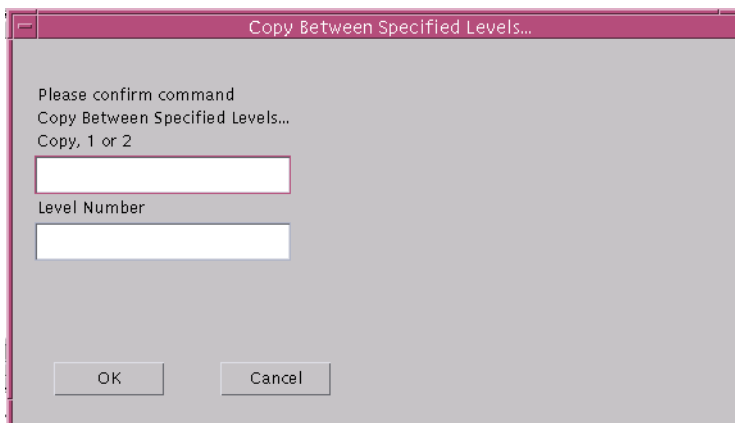 Copy Between Specified Levels...
Please confirm command
Copy Between Specified Levels...
Copy, 1 or 2
Level Number
OK Cancel